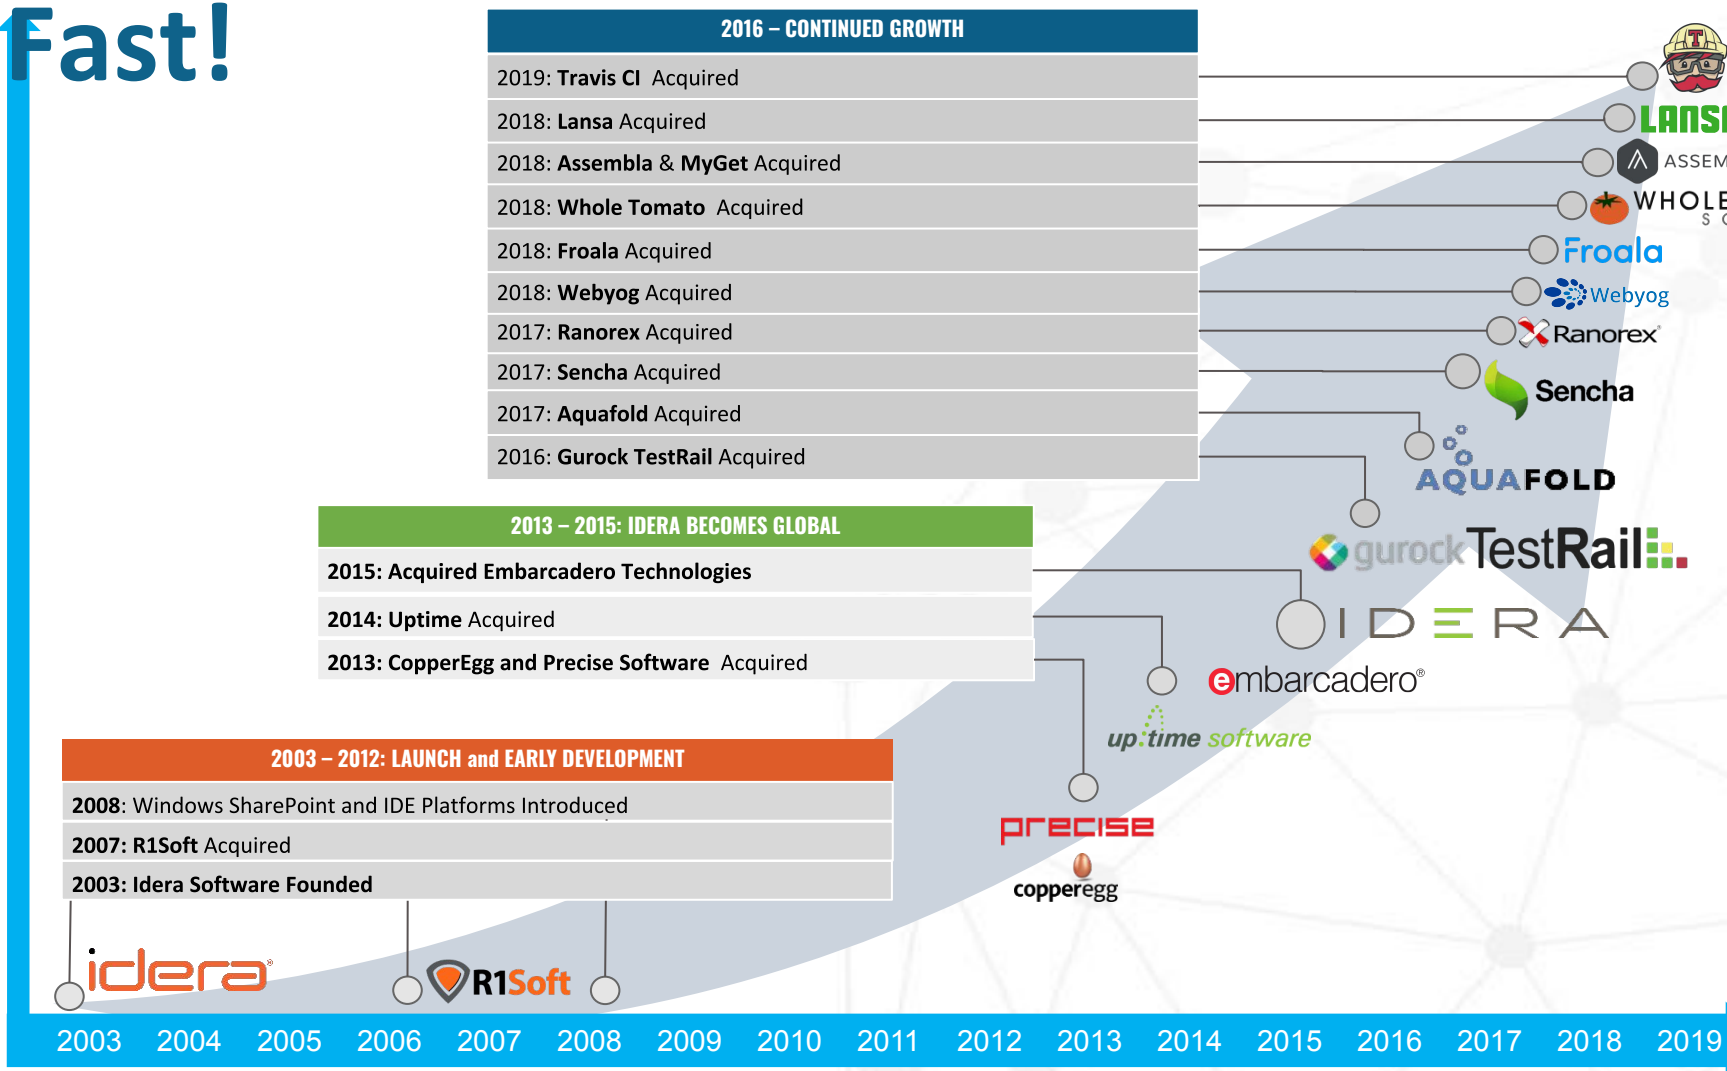 Fast!
2016 – CONTINUED GROWTH
2019: Travis CI Acquired
2018: Lansa Acquired
2018: Assembla & MyGet Acquired
2018: Whole Tomato Acquired
2018: Froala Acquired
2018: Webyog Acquired
2017: Ranorex Acquired
2017: Sencha Acquired
2017: Aquafold Acquired
2016: Gurock TestRail Acquired
T
LANS
ASSEM
WHOLE
S
Froala
Webyog
Ranorex
Sencha
AQUAFOLD
gurock TestRail
IDERA
embarcadero®
up.time software
precise
copperegg
2013 – 2015: IDERA BECOMES GLOBAL
2015: Acquired Embarcadero Technologies
2014: Uptime Acquired
2013: CopperEgg and Precise Software Acquired
2003 – 2012: LAUNCH and EARLY DEVELOPMENT
2008: Windows SharePoint and IDE Platforms Introduced
2007: R1Soft Acquired
2003: Idera Software Founded
idera®
R1Soft
2003 2004 2005 2006 2007 2008 2009 2010 2011 2012 2013 2014 2015 2016 2017 2018 2019